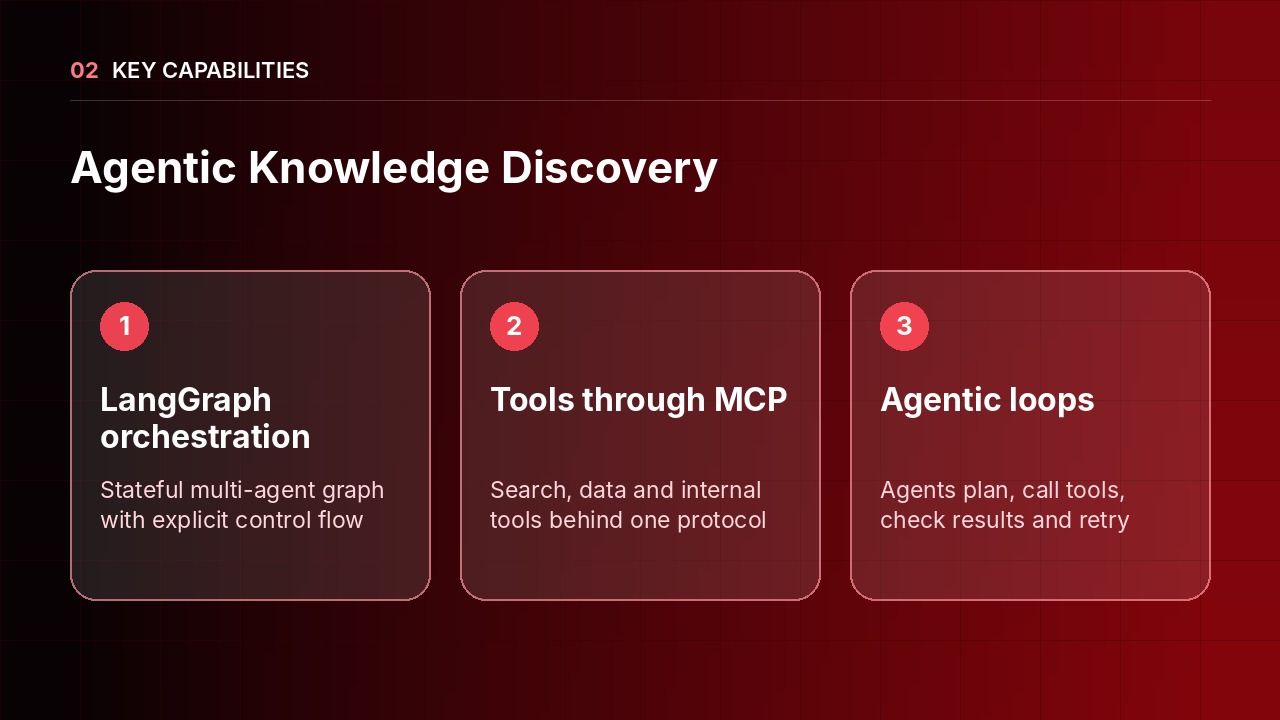 02 KEY CAPABILITIES
Agentic Knowledge Discovery
1
LangGraph
orchestration
Stateful multi-agent graph
with explicit control flow
2
Tools through MCP
Search, data and internal
tools behind one protocol
3
Agentic loops
Agents plan, call tools,
check results and retry